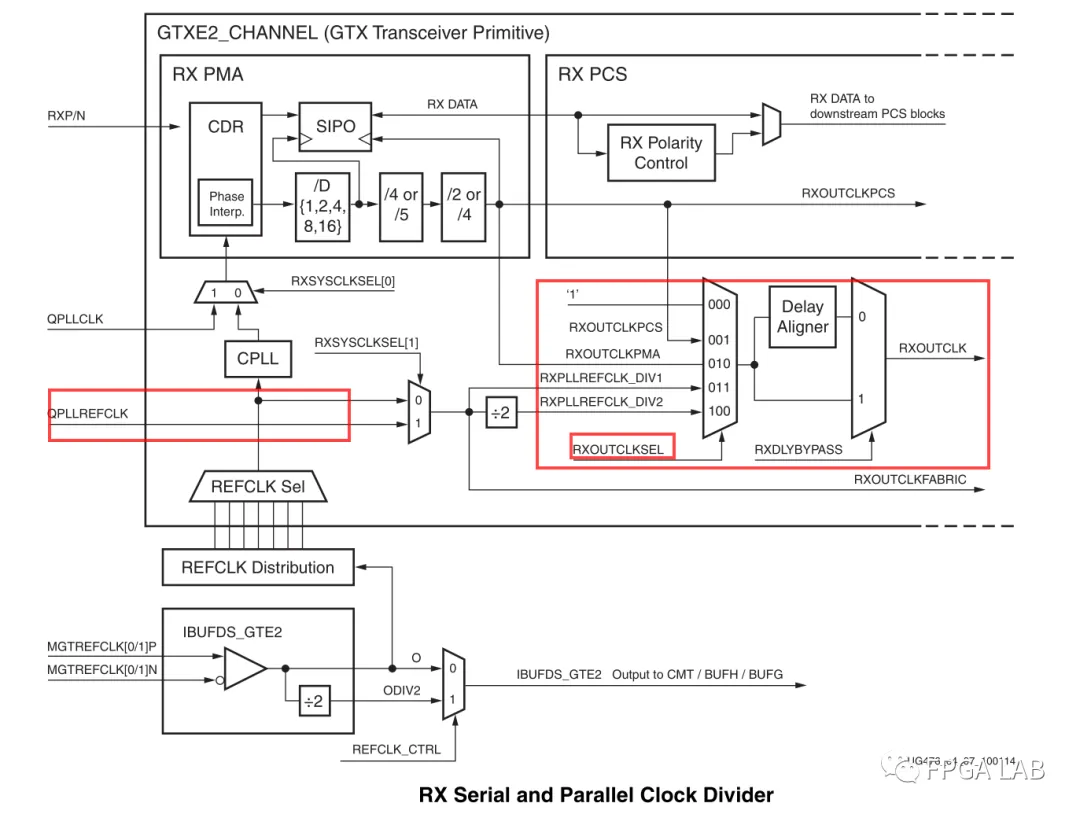 GTXE2_CHANNEL (GTX Transceiver Primitive)
RX PMA
RX PCS
RXP/N
CDR
SIPO
RX DATA
RX DATA to
downstream PCS blocks
RX Polarity
Control
Phase
Interp.
/D
{1,2,4,
8,16}
/4 or
/5
/2 or
/4
RXOUTCLKPCS
1 0
RXSYSCLKSEL[0]
QPLLCLK
CPLL
RXSYSCLKSEL[1]
QPLLREFCLK
0
1
÷2
'1'
RXOUTCLKPCS
RXOUTCLKPMA
RXPLLREFCLK_DIV1
RXPLLREFCLK_DIV2
000
001
010
011
100
Delay
Aligner
0
1
RXOUTCLK
RXOUTCLKSEL
RXDLYBYPASS
RXOUTCLKFABRIC
REFCLK Sel
REFCLK Distribution
IBUFDS_GTE2
MGTREFCLK[0/1]P
MGTREFCLK[0/1]N
O
÷2
ODIV2
0
1
IBUFDS_GTE2 Output to CMT / BUFH / BUFG
REFCLK_CTRL
FPGA LAB
RX Serial and Parallel Clock Divider